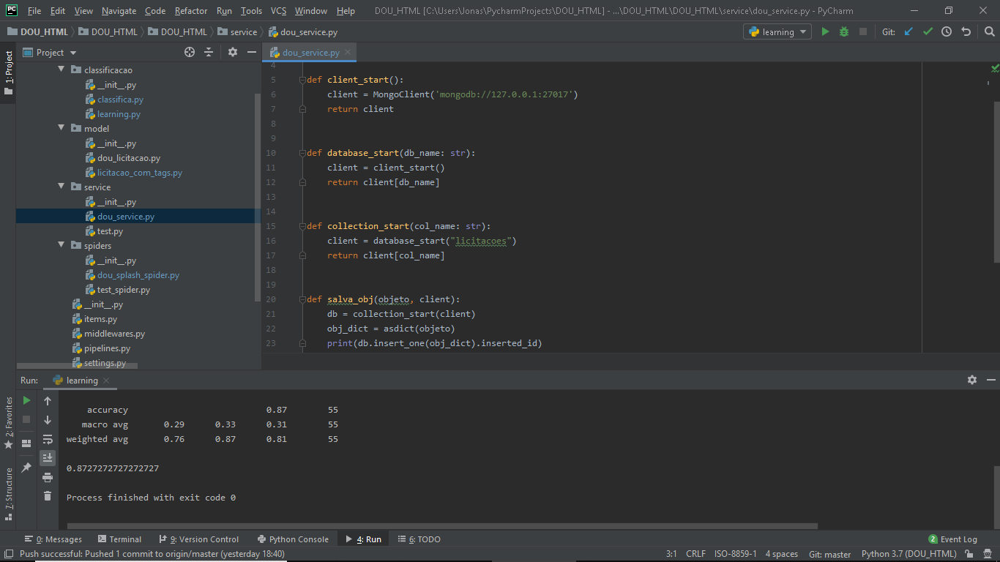 PC File Edit View Navigate Code Refactor Run Tools VCS Window Help DOU_HTML [C:\Users\Jonas\PycharmProjects\DOU_HTML] - ...\DOU_HTML\DOU_HTML\service\dou_service.py - PyCharm
DOU_HTML DOU_HTML DOU_HTML service dou_service.py learning Git:
1: Project
Project
classificacao
__init__.py
classifica.py
learning.py
model
__init__.py
dou_licitacao.py
licitacao_com_tags.py
service
__init__.py
dou_service.py
test.py
spiders
__init__.py
dou_splash_spider.py
test_spider.py
__init__.py
items.py
middlewares.py
pipelines.py
settings.py
dou_service.py
4
5 def client_start():
6 client = MongoClient('mongodb://127.0.0.1:27017')
7 return client
8
9
10 def database_start(db_name: str):
11 client = client_start()
12 return client[db_name]
13
14
15 def collection_start(col_name: str):
16 client = database_start("licitacoes")
17 return client[col_name]
18
19
20 def salva_obj(objeto, client):
21 db = collection_start(client)
22 obj_dict = asdict(objeto)
23 print(db.insert_one(obj_dict).inserted_id)
Run: learning
2: Favorites
7: Structure
accuracy 0.87 55
macro avg 0.29 0.33 0.31 55
weighted avg 0.76 0.87 0.81 55
0.8727272727272727
Process finished with exit code 0
0: Messages Terminal 9: Version Control Python Console 4: Run 6: TODO 2 Event Log
Push successful: Pushed 1 commit to origin/master (yesterday 18:40) 3:1 CRLF ISO-8859-1 4 spaces Git: master Python 3.7 (DOU_HTML)